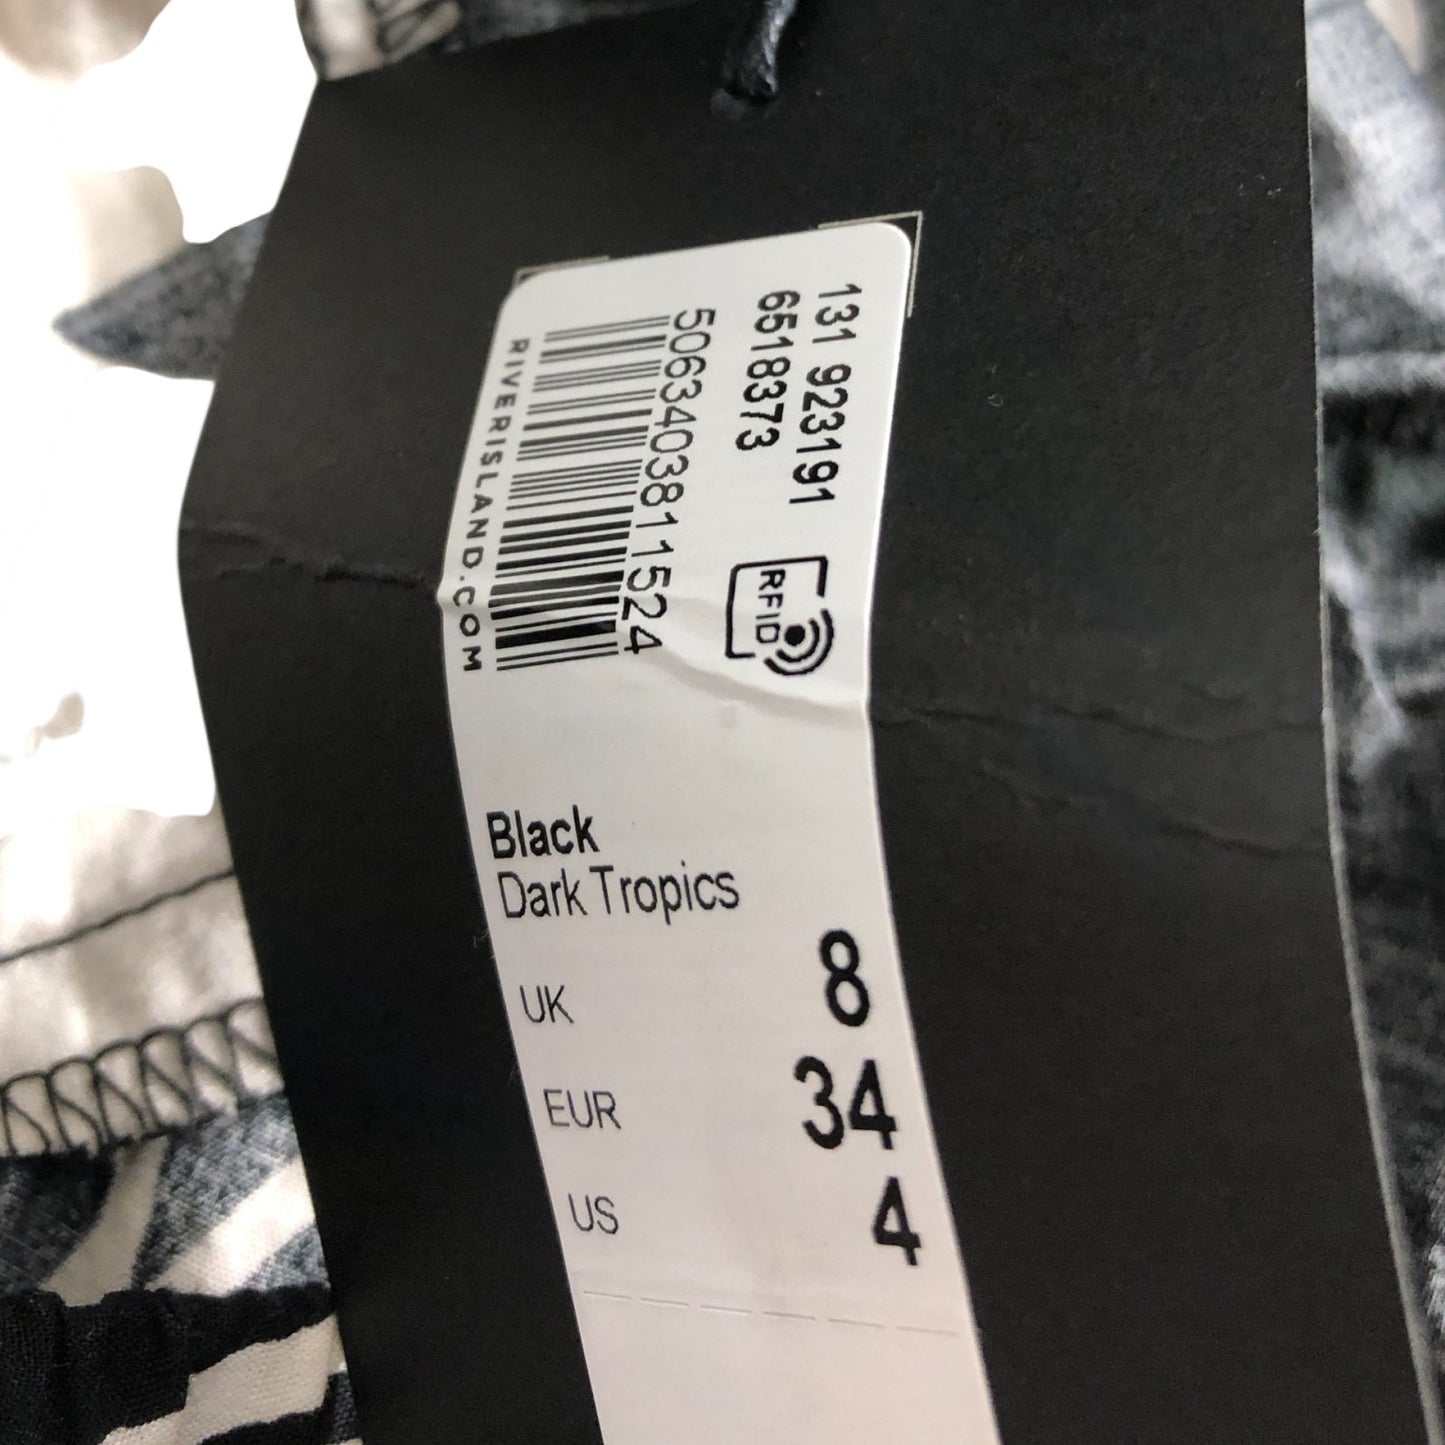 131 923191
6518373
RFID
5063403811524
RIVERISLAND.COM
Black
Dark Tropics
UK 8
EUR 34
US 4